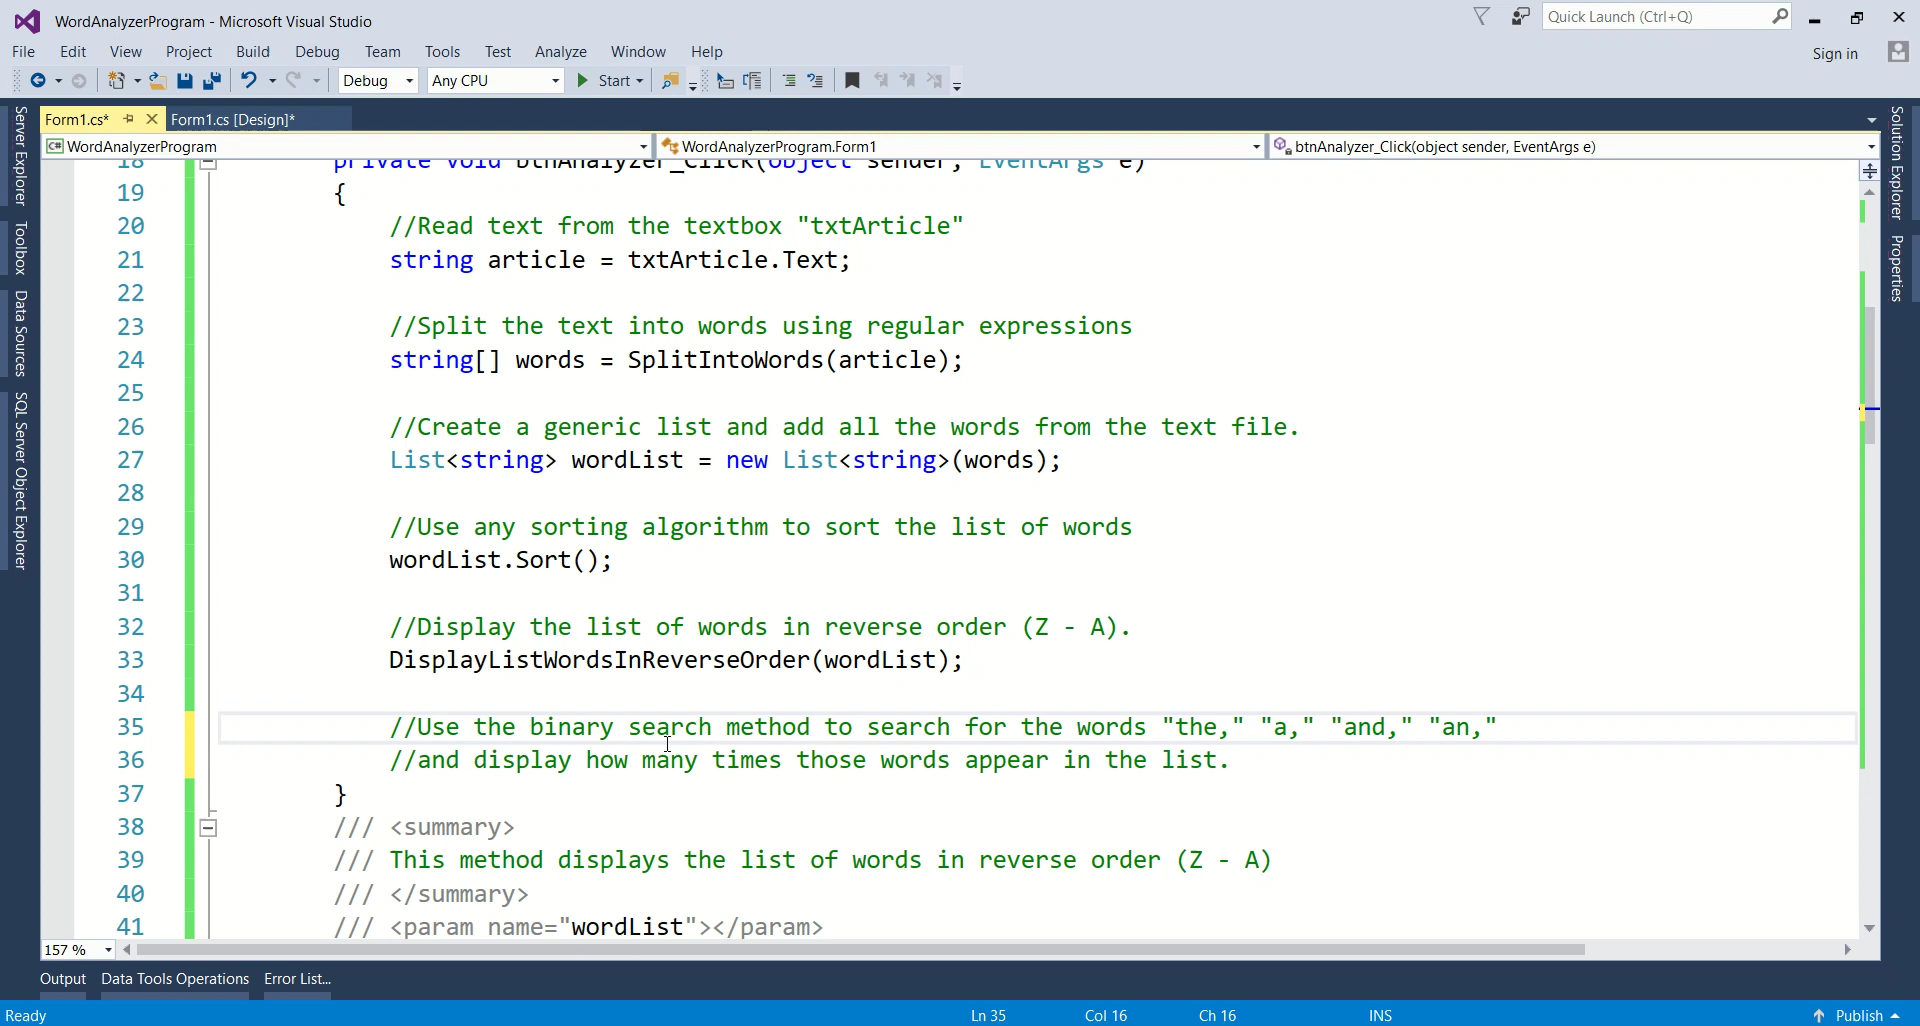 WordAnalyzerProgram - Microsoft Visual Studio
Quick Launch (Ctrl+Q)
File Edit View Project Build Debug Team Tools Test Analyze Window Help
Sign in
Debug Any CPU Start
Form1.cs* Form1.cs [Design]*
WordAnalyzerProgram WordAnalyzerProgram.Form1 btnAnalyzer_Click(object sender, EventArgs e)
Server Explorer
Toolbox
Data Sources
SQL Server Object Explorer
Solution Explorer
Properties
18 private void btnAnalyzer_Click(object sender, EventArgs e)
19 {
20 //Read text from the textbox "txtArticle"
21 string article = txtArticle.Text;
22
23 //Split the text into words using regular expressions
24 string[] words = SplitIntoWords(article);
25
26 //Create a generic list and add all the words from the text file.
27 List<string> wordList = new List<string>(words);
28
29 //Use any sorting algorithm to sort the list of words
30 wordList.Sort();
31
32 //Display the list of words in reverse order (Z - A).
33 DisplayListWordsInReverseOrder(wordList);
34
35 //Use the binary search method to search for the words "the," "a," "and," "an,"
36 //and display how many times those words appear in the list.
37 }
38 /// <summary>
39 /// This method displays the list of words in reverse order (Z - A)
40 /// </summary>
41 /// <param name="wordList"></param>
157 %
Output Data Tools Operations Error List...
Ready Ln 35 Col 16 Ch 16 INS Publish